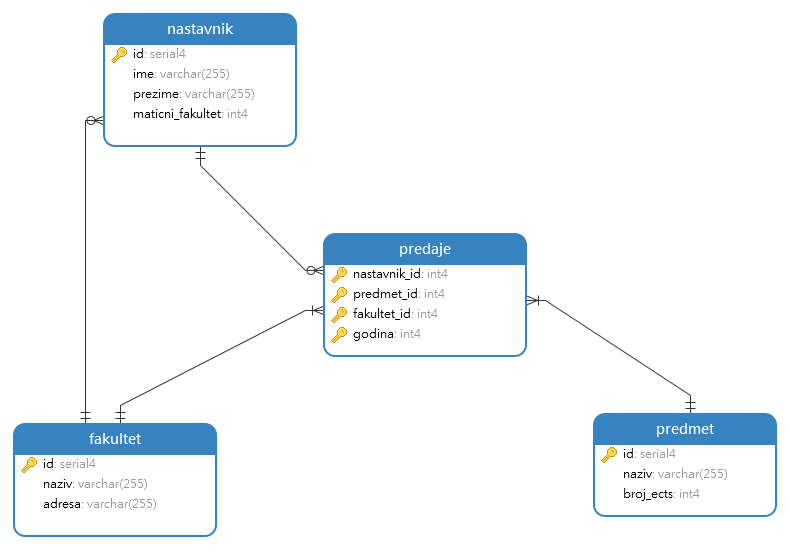 nastavnik
id: serial4
ime: varchar(255)
prezime: varchar(255)
maticni_fakultet: int4
predaje
nastavnik_id: int4
predmet_id: int4
fakultet_id: int4
godina: int4
fakultet
id: serial4
naziv: varchar(255)
adresa: varchar(255)
predmet
id: serial4
naziv: varchar(255)
broj_ects: int4